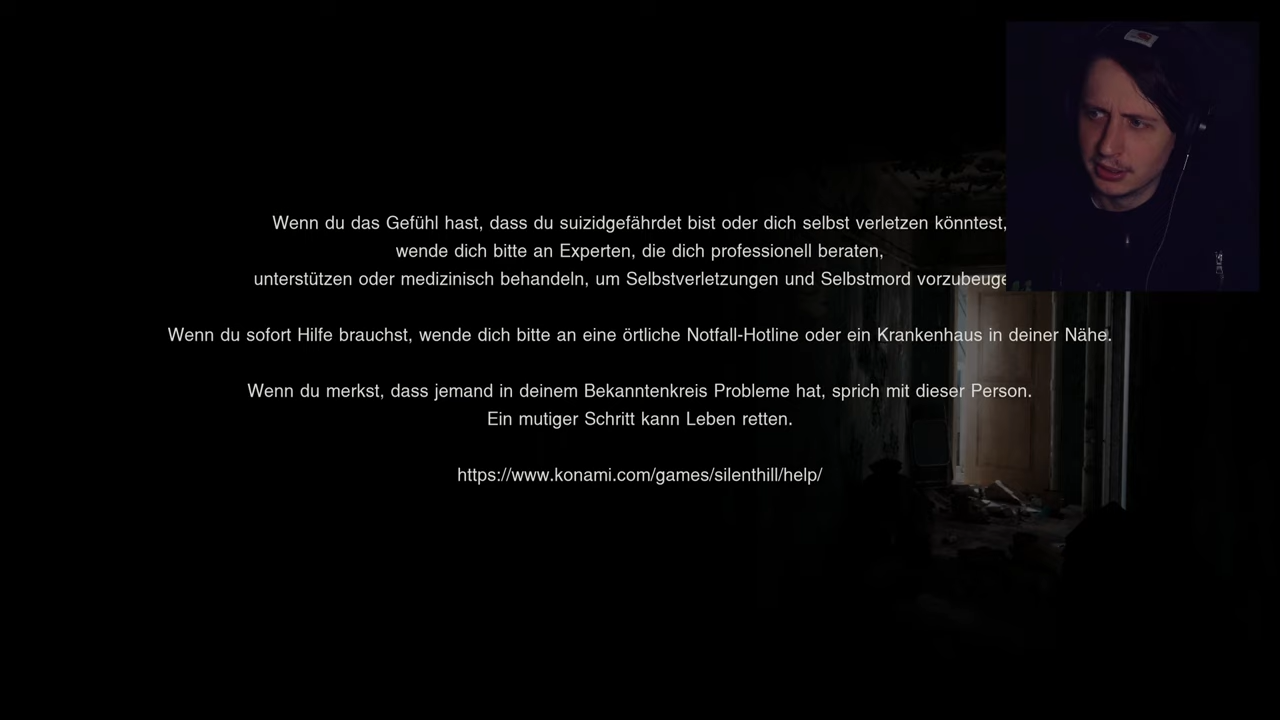 Wenn du das Gefühl hast, dass du suizidgefährdet bist oder dich selbst verletzen könntest,
wende dich bitte an Experten, die dich professionell beraten,
unterstützen oder medizinisch behandeln, um Selbstverletzungen und Selbstmord vorzubeuge
Wenn du sofort Hilfe brauchst, wende dich bitte an eine örtliche Notfall-Hotline oder ein Krankenhaus in deiner Nähe.
Wenn du merkst, dass jemand in deinem Bekanntenkreis Probleme hat, sprich mit dieser Person.
Ein mutiger Schritt kann Leben retten.
https://www.konami.com/games/silenthill/help/